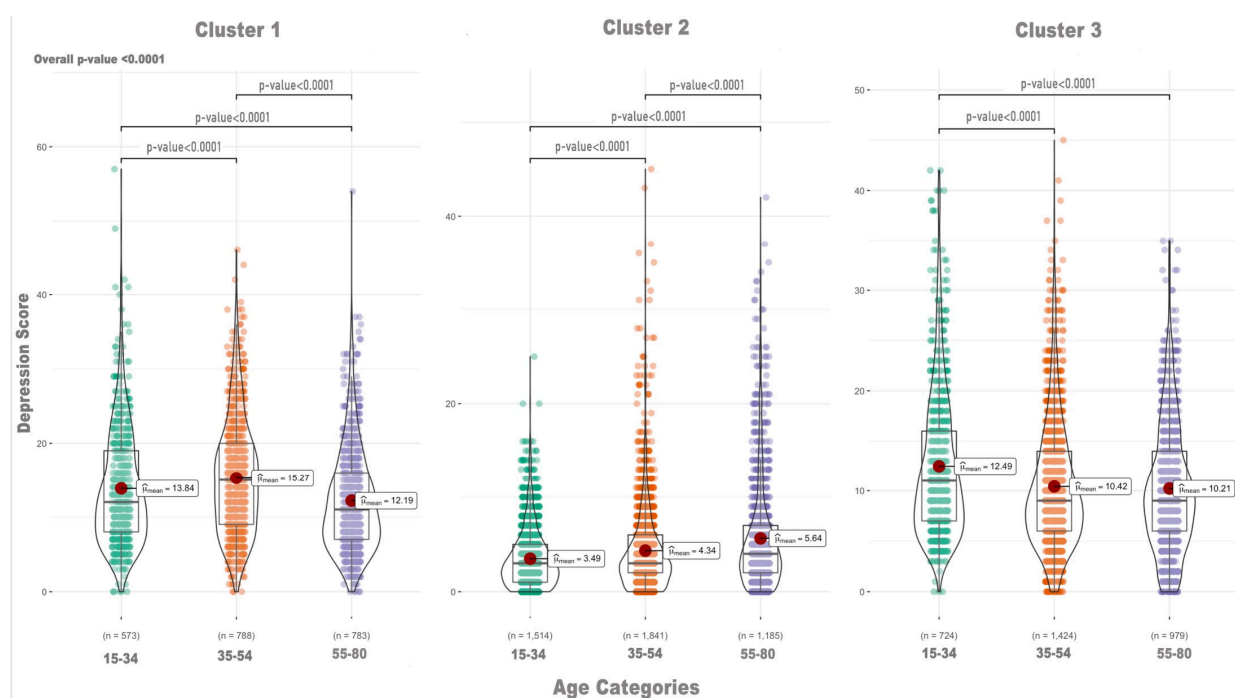 Cluster 1
Cluster 2
Cluster 3
Overall p-value <0.0001
Depression Score
p-value<0.0001
p-value<0.0001
p-value<0.0001
60
40
20
0
μ̂mean = 13.84
μ̂mean = 15.27
μ̂mean = 12.19
(n = 573)
(n = 788)
(n = 783)
15-34
35-54
55-80
p-value<0.0001
p-value<0.0001
p-value<0.0001
40
20
0
μ̂mean = 3.49
μ̂mean = 4.34
μ̂mean = 5.64
(n = 1,514)
(n = 1,841)
(n = 1,185)
15-34
35-54
55-80
p-value<0.0001
p-value<0.0001
50
40
30
20
10
0
μ̂mean = 12.49
μ̂mean = 10.42
μ̂mean = 10.21
(n = 724)
(n = 1,424)
(n = 979)
15-34
35-54
55-80
Age Categories